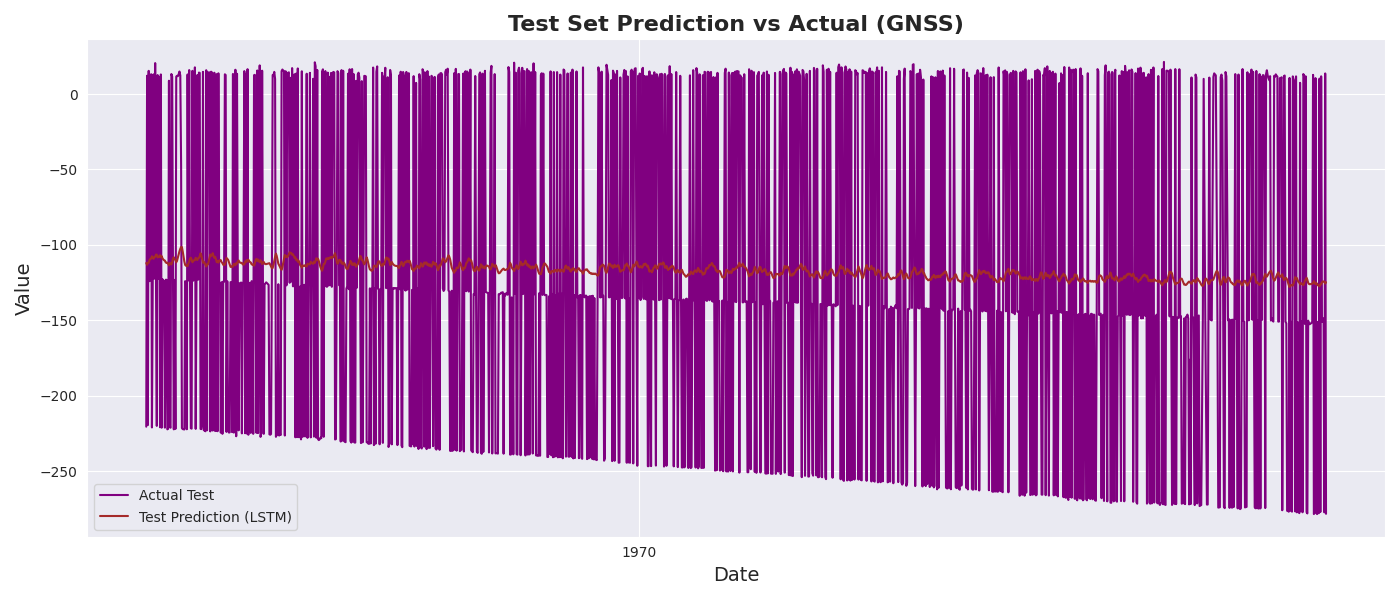 Test Set Prediction vs Actual (GNSS)
Value
0
−50
−100
−150
−200
−250
Actual Test
Test Prediction (LSTM)
1970
Date